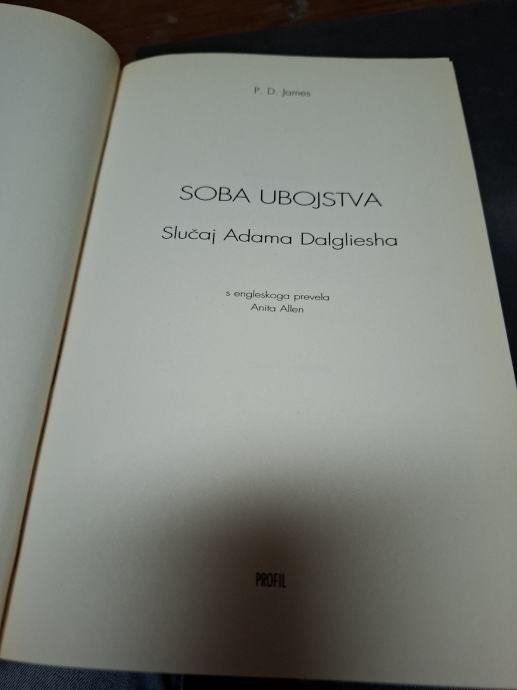 P. D. James
SOBA UBOJSTVA
Slučaj Adama Dalgliesha
s engleskoga prevela
Anita Allen
PROFIL